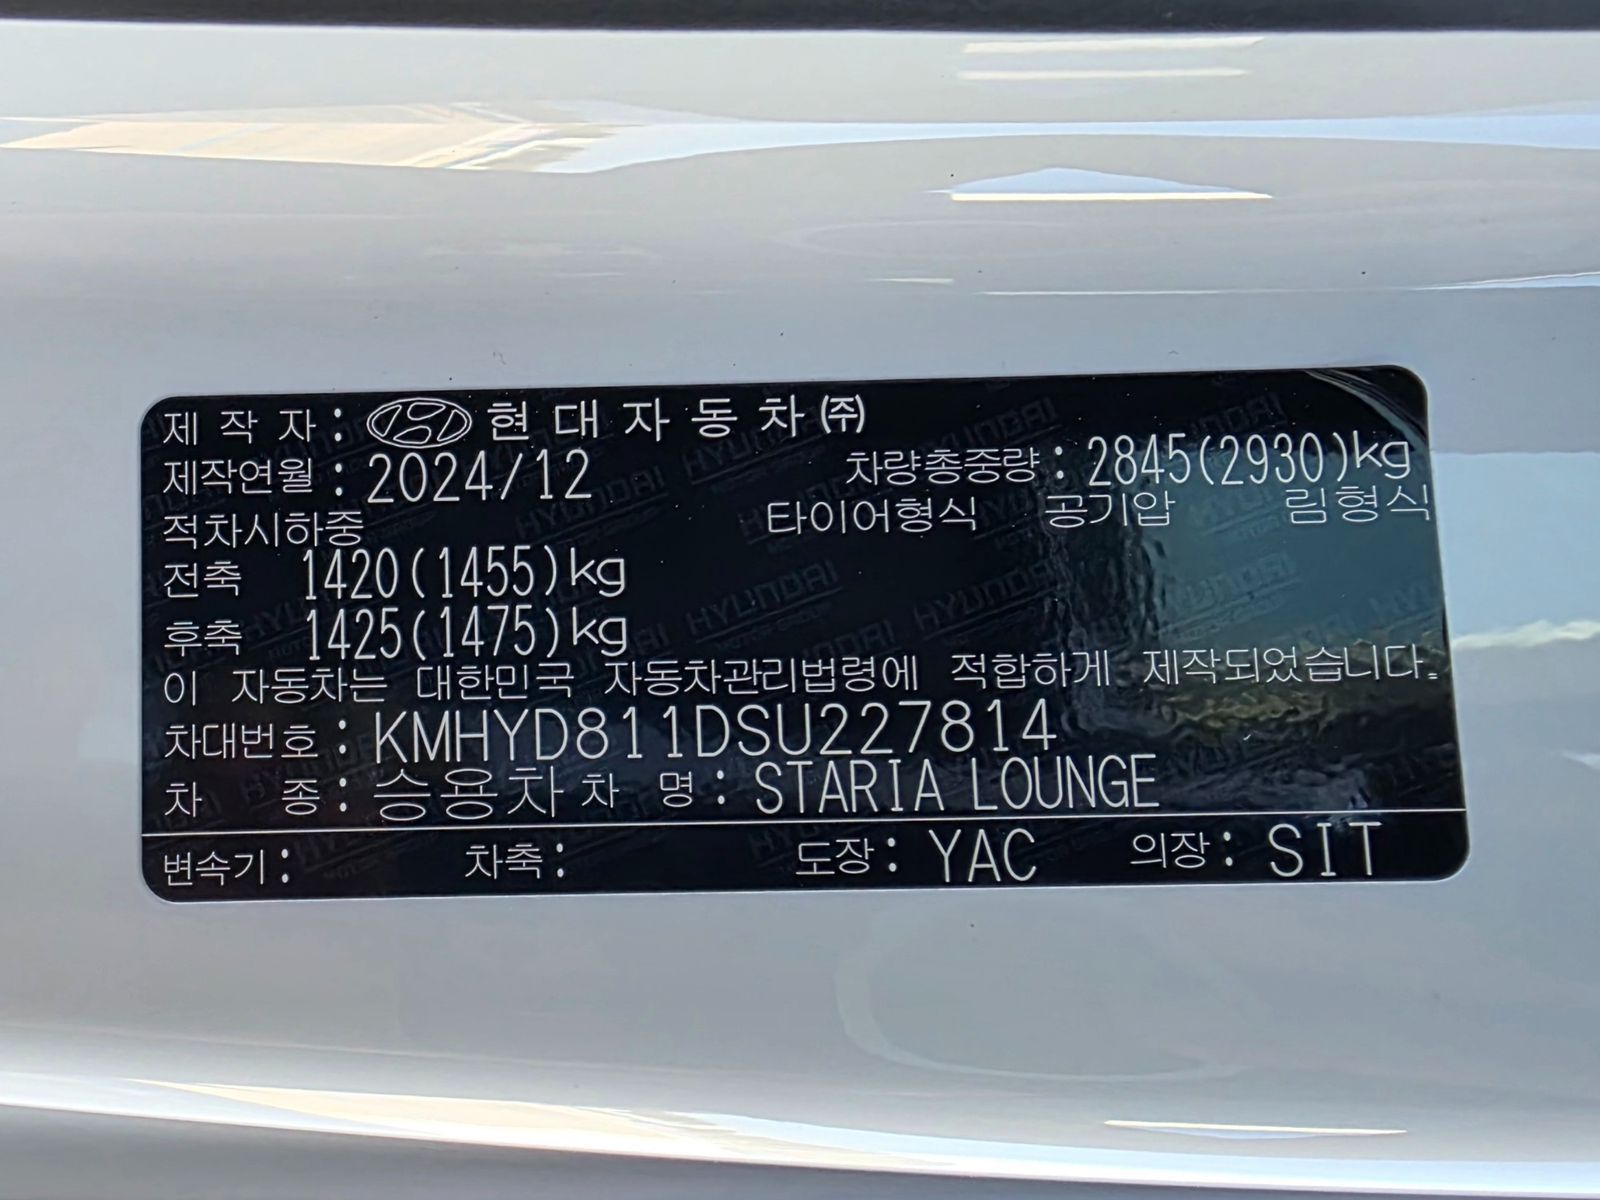 제 작 자 : 현 대 자 동 차 ㈜
제작연월 : 2024/12 차량총중량 : 2845(2930)kg
적차시하중 타이어형식 공기압 림형식
전축 1420(1455)kg
후축 1425(1475)kg
이 자동차는 대한민국 자동차관리법령에 적합하게 제작되었습니다.
차대번호 : KMHYD811DSU227814
차 종 : 승용차 차 명 : STARIA LOUNGE
변속기 : 차축 : 도장 : YAC 의장 : SIT